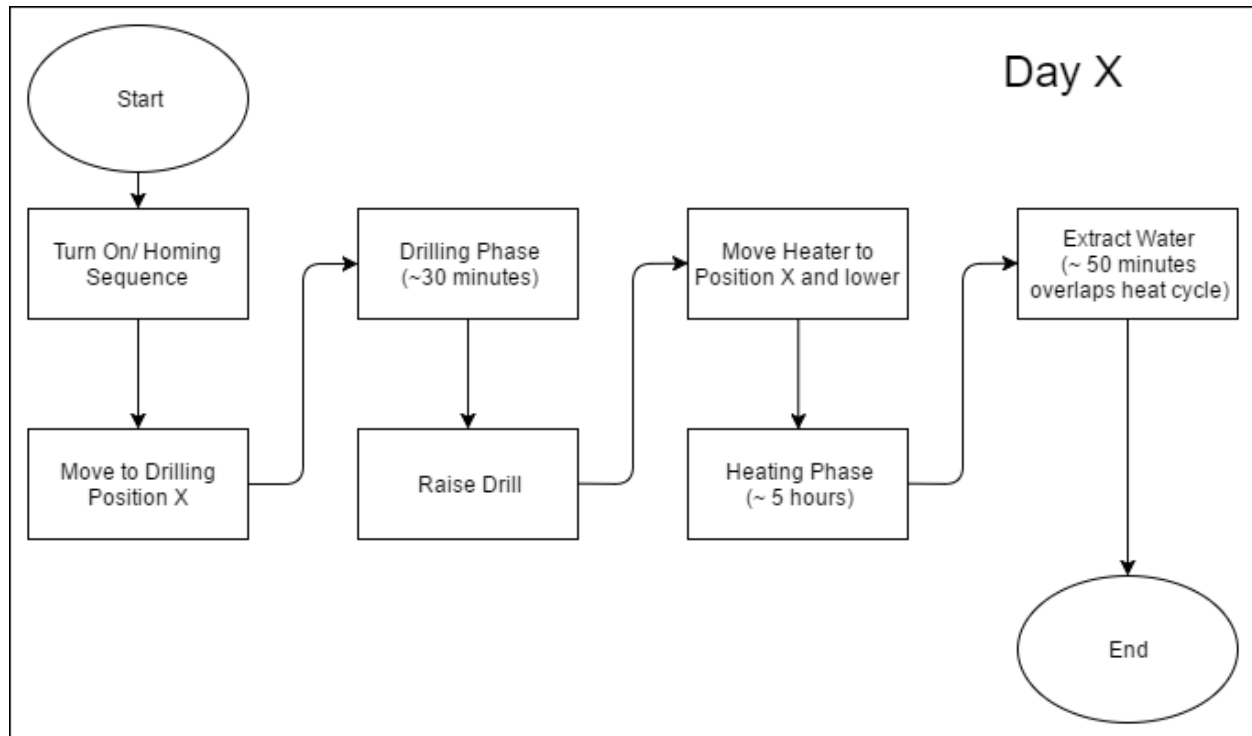 Day X
Start
Turn On/ Homing
Sequence
Move to Drilling
Position X
Drilling Phase
(~30 minutes)
Raise Drill
Move Heater to
Position X and lower
Heating Phase
(~ 5 hours)
Extract Water
(~ 50 minutes
overlaps heat cycle)
End